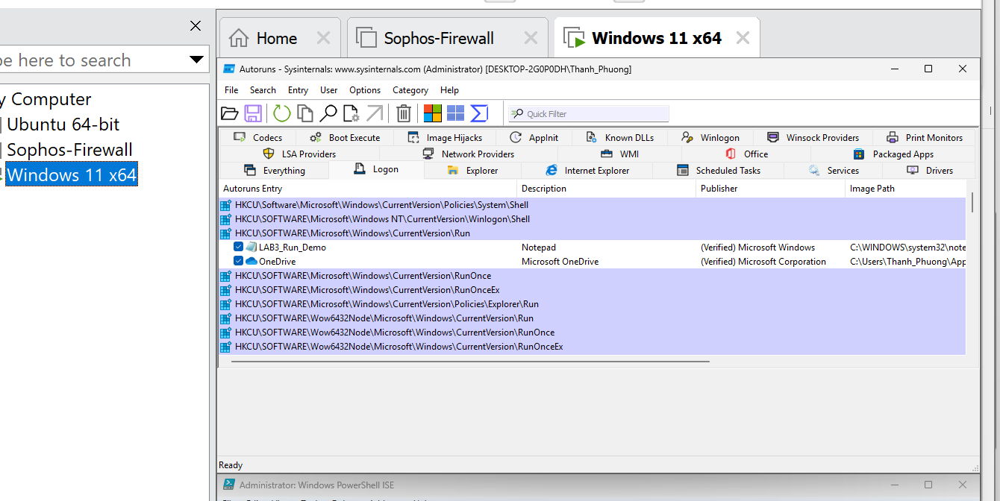 Home
Sophos-Firewall
Windows 11 x64
here to search
Computer
Ubuntu 64-bit
Sophos-Firewall
Windows 11 x64
Autoruns - Sysinternals: www.sysinternals.com (Administrator) [DESKTOP-2G0P0DH\Thanh_Phuong]
File Search Entry User Options Category Help
Quick Filter
Codecs Boot Execute Image Hijacks AppInit Known DLLs Winlogon Winsock Providers Print Monitors
LSA Providers Network Providers WMI Office Packaged Apps
Everything Logon Explorer Internet Explorer Scheduled Tasks Services Drivers
Autoruns Entry Description Publisher Image Path
HKCU\Software\Microsoft\Windows\CurrentVersion\Policies\System\Shell
HKCU\SOFTWARE\Microsoft\Windows NT\CurrentVersion\Winlogon\Shell
HKCU\SOFTWARE\Microsoft\Windows\CurrentVersion\Run
LAB3_Run_Demo Notepad (Verified) Microsoft Windows C:\WINDOWS\system32\note
OneDrive Microsoft OneDrive (Verified) Microsoft Corporation C:\Users\Thanh_Phuong\App
HKCU\SOFTWARE\Microsoft\Windows\CurrentVersion\RunOnce
HKCU\SOFTWARE\Microsoft\Windows\CurrentVersion\RunOnceEx
HKCU\SOFTWARE\Microsoft\Windows\CurrentVersion\Policies\Explorer\Run
HKCU\SOFTWARE\Wow6432Node\Microsoft\Windows\CurrentVersion\Run
HKCU\SOFTWARE\Wow6432Node\Microsoft\Windows\CurrentVersion\RunOnce
HKCU\SOFTWARE\Wow6432Node\Microsoft\Windows\CurrentVersion\RunOnceEx
Ready
Administrator: Windows PowerShell ISE